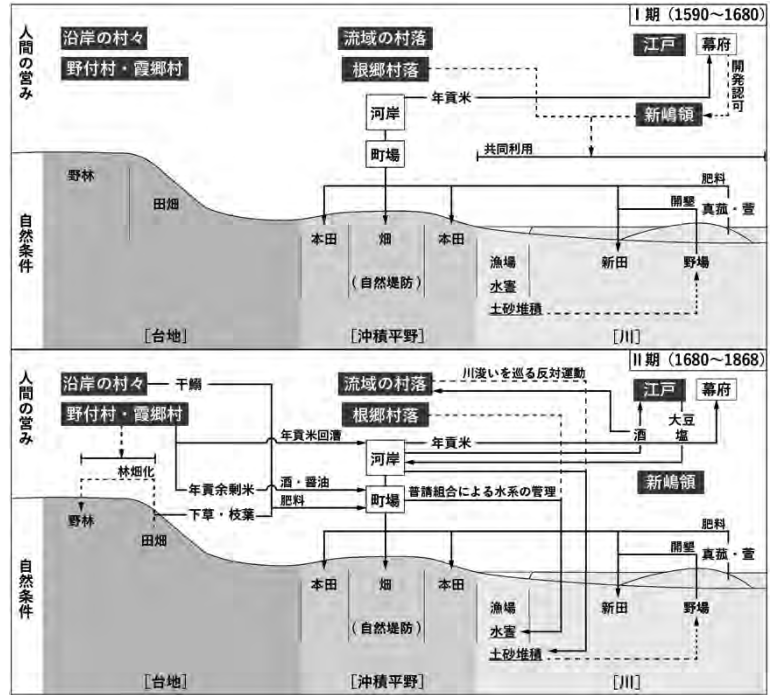 Ⅰ期（1590〜1680）
人間の営み
沿岸の村々
野付村・霞郷村
流域の村落
根郷村落
江戸
幕府
開発認可
年貢米
河岸
新嶋領
町場
共同利用
自然条件
野林
田畑
肥料
開墾
真菰・萱
本田
畑
本田
漁場
新田
野場
（自然堤防）
水害
土砂堆積
［台地］
［沖積平野］
［川］
Ⅱ期（1680〜1868）
人間の営み
沿岸の村々
干鰯
流域の村落
川浚いを巡る反対運動
江戸
幕府
野付村・霞郷村
根郷村落
大豆
塩
酒
年貢米回漕
年貢米
河岸
林畑化
新嶋領
年貢余剰米
酒・醤油
町場
普請組合による水系の管理
肥料
下草・枝葉
自然条件
野林
田畑
肥料
開墾
真菰・萱
本田
畑
本田
漁場
新田
野場
（自然堤防）
水害
土砂堆積
［台地］
［沖積平野］
［川］